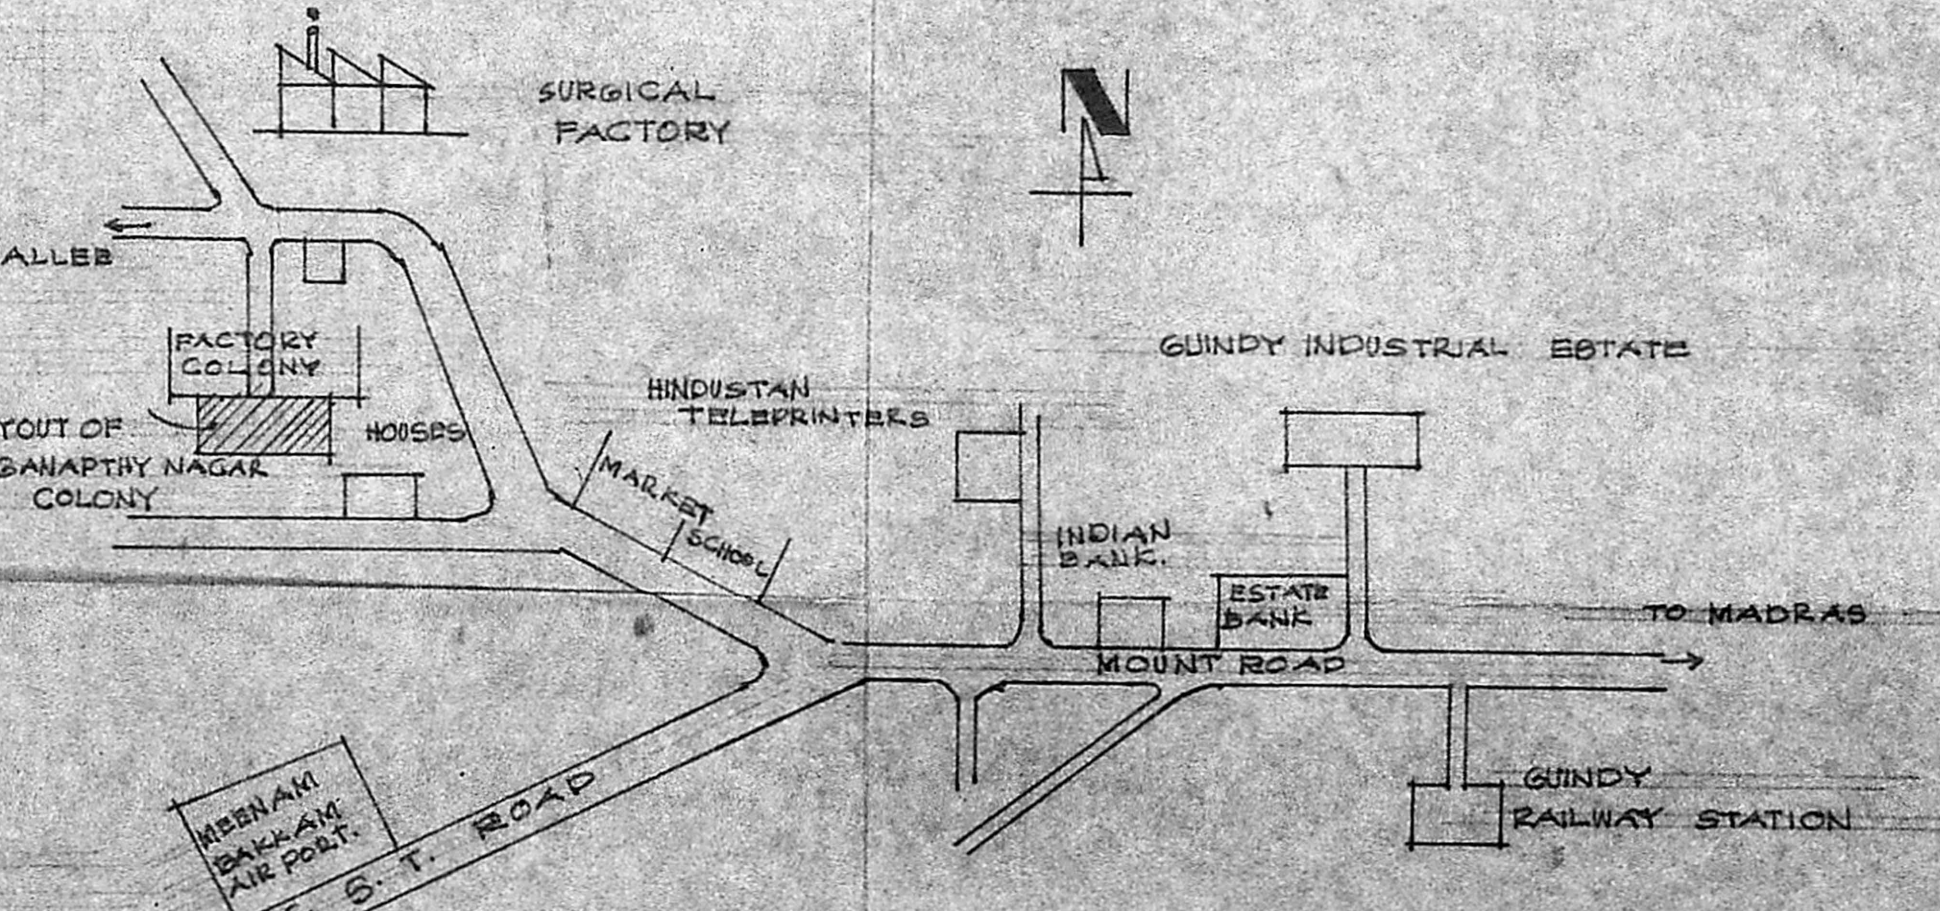 SURGICAL
FACTORY
N
ALLEE
FACTORY
COLONY
YOUT OF
GANAPTHY NAGAR
COLONY
HOUSES
HINDUSTAN
TELEPRINTERS
MARKET
SCHOOL
GUINDY INDUSTRIAL ESTATE
INDIAN
BANK.
ESTATE
BANK
TO MADRAS
MOUNT ROAD
GUINDY
RAILWAY STATION
MEENAM
BAKKAM
AIR PORT.
S. T. ROAD